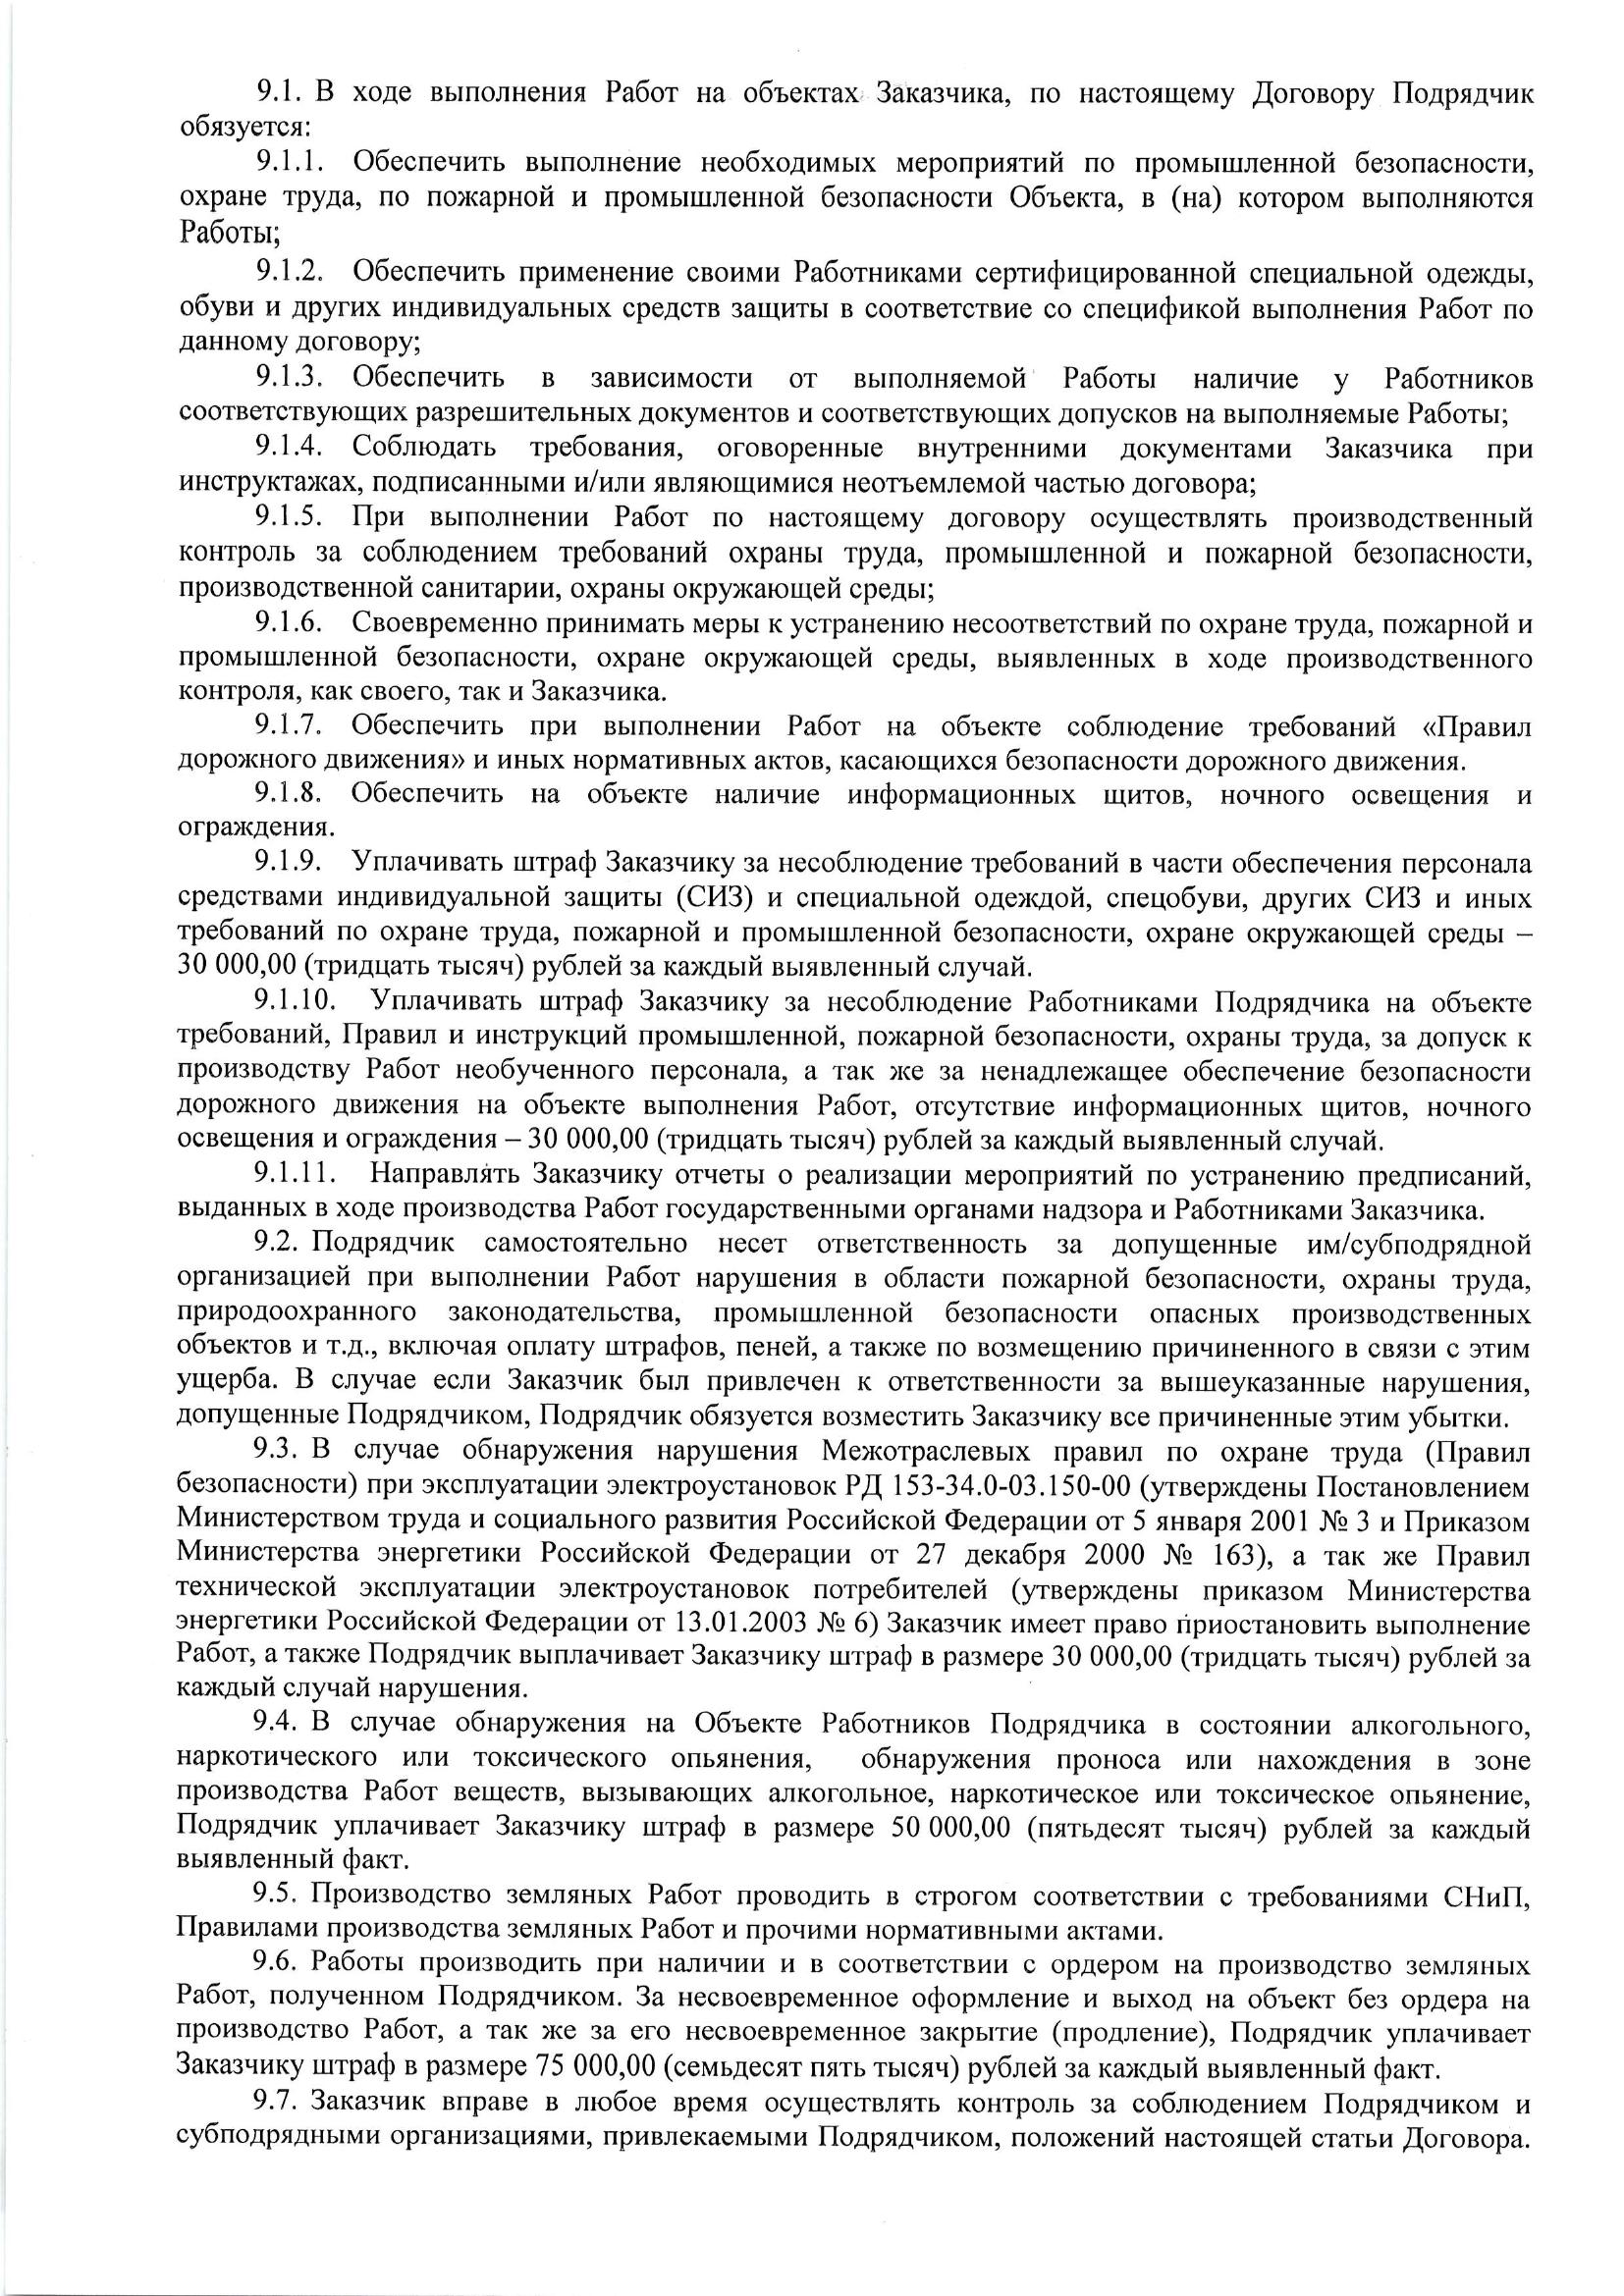 9.1. В ходе выполнения Работ на объектах Заказчика, по настоящему Договору Подрядчик
обязуется:
9.1.1. Обеспечить выполнение необходимых мероприятий по промышленной безопасности,
охране труда, по пожарной и промышленной безопасности Объекта, в (на) котором выполняются
Работы;
9.1.2. Обеспечить применение своими Работниками сертифицированной специальной одежды,
обуви и других индивидуальных средств защиты в соответствие со спецификой выполнения Работ по
данному договору;
9.1.3. Обеспечить в зависимости от выполняемой Работы наличие у Работников
соответствующих разрешительных документов и соответствующих допусков на выполняемые Работы;
9.1.4. Соблюдать требования, оговоренные внутренними документами Заказчика при
инструктажах, подписанными и/или являющимися неотъемлемой частью договора;
9.1.5. При выполнении Работ по настоящему договору осуществлять производственный
контроль за соблюдением требований охраны труда, промышленной и пожарной безопасности,
производственной санитарии, охраны окружающей среды;
9.1.6. Своевременно принимать меры к устранению несоответствий по охране труда, пожарной и
промышленной безопасности, охране окружающей среды, выявленных в ходе производственного
контроля, как своего, так и Заказчика.
9.1.7. Обеспечить при выполнении Работ на объекте соблюдение требований «Правил
дорожного движения» и иных нормативных актов, касающихся безопасности дорожного движения.
9.1.8. Обеспечить на объекте наличие информационных щитов, ночного освещения и
ограждения.
9.1.9. Уплачивать штраф Заказчику за несоблюдение требований в части обеспечения персонала
средствами индивидуальной защиты (СИЗ) и специальной одеждой, спецобуви, других СИЗ и иных
требований по охране труда, пожарной и промышленной безопасности, охране окружающей среды –
30 000,00 (тридцать тысяч) рублей за каждый выявленный случай.
9.1.10. Уплачивать штраф Заказчику за несоблюдение Работниками Подрядчика на объекте
требований, Правил и инструкций промышленной, пожарной безопасности, охраны труда, за допуск к
производству Работ необученного персонала, а так же за ненадлежащее обеспечение безопасности
дорожного движения на объекте выполнения Работ, отсутствие информационных щитов, ночного
освещения и ограждения – 30 000,00 (тридцать тысяч) рублей за каждый выявленный случай.
9.1.11. Направлять Заказчику отчеты о реализации мероприятий по устранению предписаний,
выданных в ходе производства Работ государственными органами надзора и Работниками Заказчика.
9.2. Подрядчик самостоятельно несет ответственность за допущенные им/субподрядной
организацией при выполнении Работ нарушения в области пожарной безопасности, охраны труда,
природоохранного законодательства, промышленной безопасности опасных производственных
объектов и т.д., включая оплату штрафов, пеней, а также по возмещению причиненного в связи с этим
ущерба. В случае если Заказчик был привлечен к ответственности за вышеуказанные нарушения,
допущенные Подрядчиком, Подрядчик обязуется возместить Заказчику все причиненные этим убытки.
9.3. В случае обнаружения нарушения Межотраслевых правил по охране труда (Правил
безопасности) при эксплуатации электроустановок РД 153-34.0-03.150-00 (утверждены Постановлением
Министерством труда и социального развития Российской Федерации от 5 января 2001 № 3 и Приказом
Министерства энергетики Российской Федерации от 27 декабря 2000 № 163), а так же Правил
технической эксплуатации электроустановок потребителей (утверждены приказом Министерства
энергетики Российской Федерации от 13.01.2003 № 6) Заказчик имеет право приостановить выполнение
Работ, а также Подрядчик выплачивает Заказчику штраф в размере 30 000,00 (тридцать тысяч) рублей за
каждый случай нарушения.
9.4. В случае обнаружения на Объекте Работников Подрядчика в состоянии алкогольного,
наркотического или токсического опьянения, обнаружения проноса или нахождения в зоне
производства Работ веществ, вызывающих алкогольное, наркотическое или токсическое опьянение,
Подрядчик уплачивает Заказчику штраф в размере 50 000,00 (пятьдесят тысяч) рублей за каждый
выявленный факт.
9.5. Производство земляных Работ проводить в строгом соответствии с требованиями СНиП,
Правилами производства земляных Работ и прочими нормативными актами.
9.6. Работы производить при наличии и в соответствии с ордером на производство земляных
Работ, полученном Подрядчиком. За несвоевременное оформление и выход на объект без ордера на
производство Работ, а так же за его несвоевременное закрытие (продление), Подрядчик уплачивает
Заказчику штраф в размере 75 000,00 (семьдесят пять тысяч) рублей за каждый выявленный факт.
9.7. Заказчик вправе в любое время осуществлять контроль за соблюдением Подрядчиком и
субподрядными организациями, привлекаемыми Подрядчиком, положений настоящей статьи Договора.